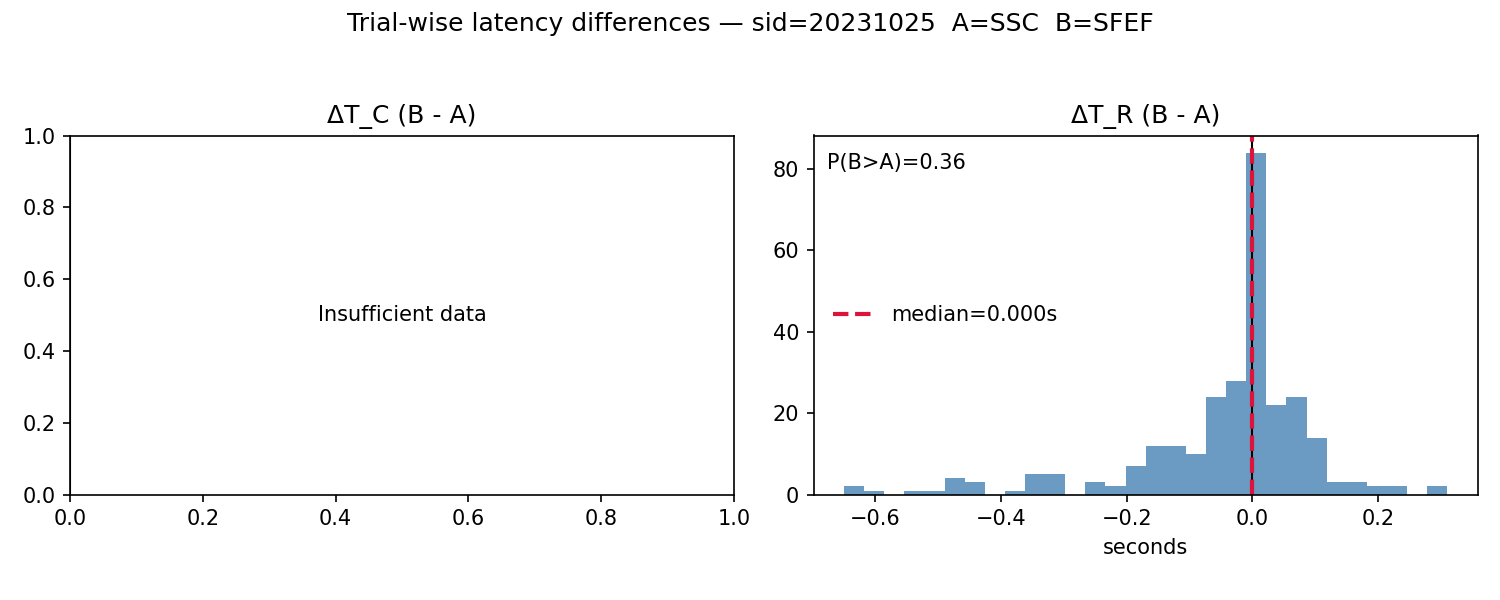 Trial-wise latency differences — sid=20231025  A=SSC  B=SFEF
ΔT_C (B - A)
1.0
0.8
0.6
0.4
0.2
0.0
Insufficient data
0.0 0.2 0.4 0.6 0.8 1.0
ΔT_R (B - A)
P(B>A)=0.36
median=0.000s
80
60
40
20
0
−0.6 −0.4 −0.2 0.0 0.2
seconds